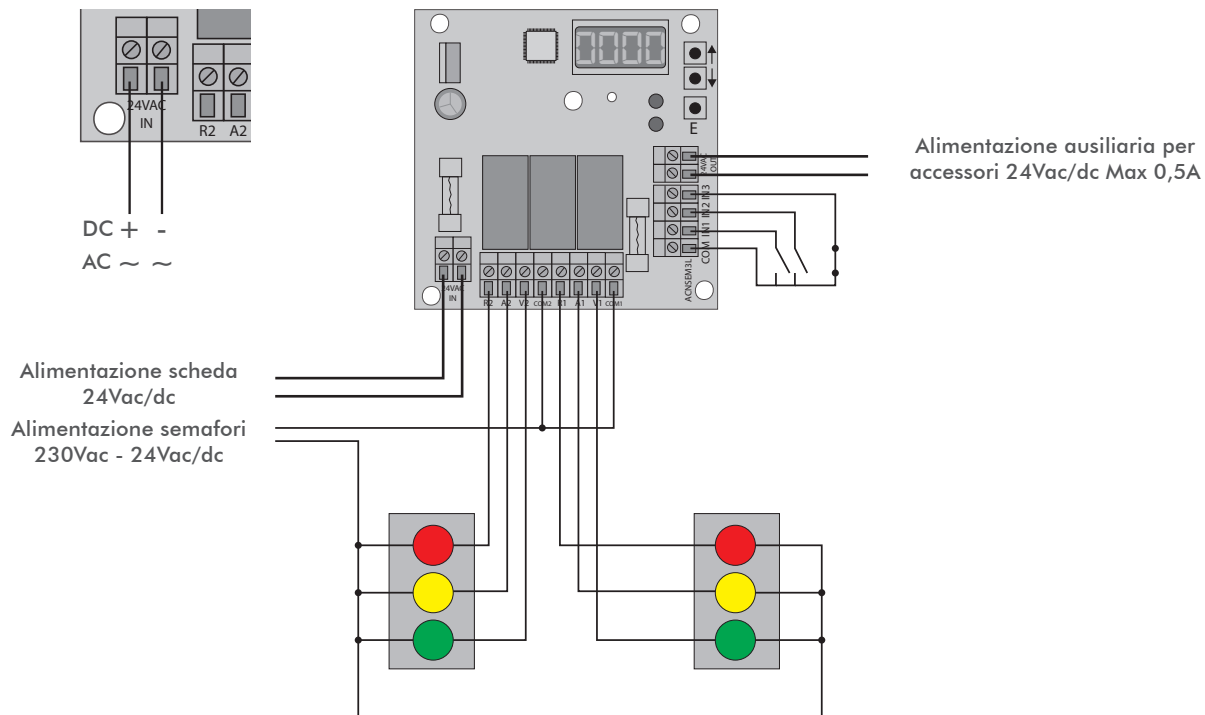 24VAC
IN
R2 A2
DC + -
AC ~ ~
E
24VAC
OUT
COM IN1 IN2 IN3
ACNSEM3L
24VAC
IN
R2 A2 V2 COM2 R1 A1 V1 COM1
Alimentazione ausiliaria per
accessori 24Vac/dc Max 0,5A
Alimentazione scheda
24Vac/dc
Alimentazione semafori
230Vac - 24Vac/dc